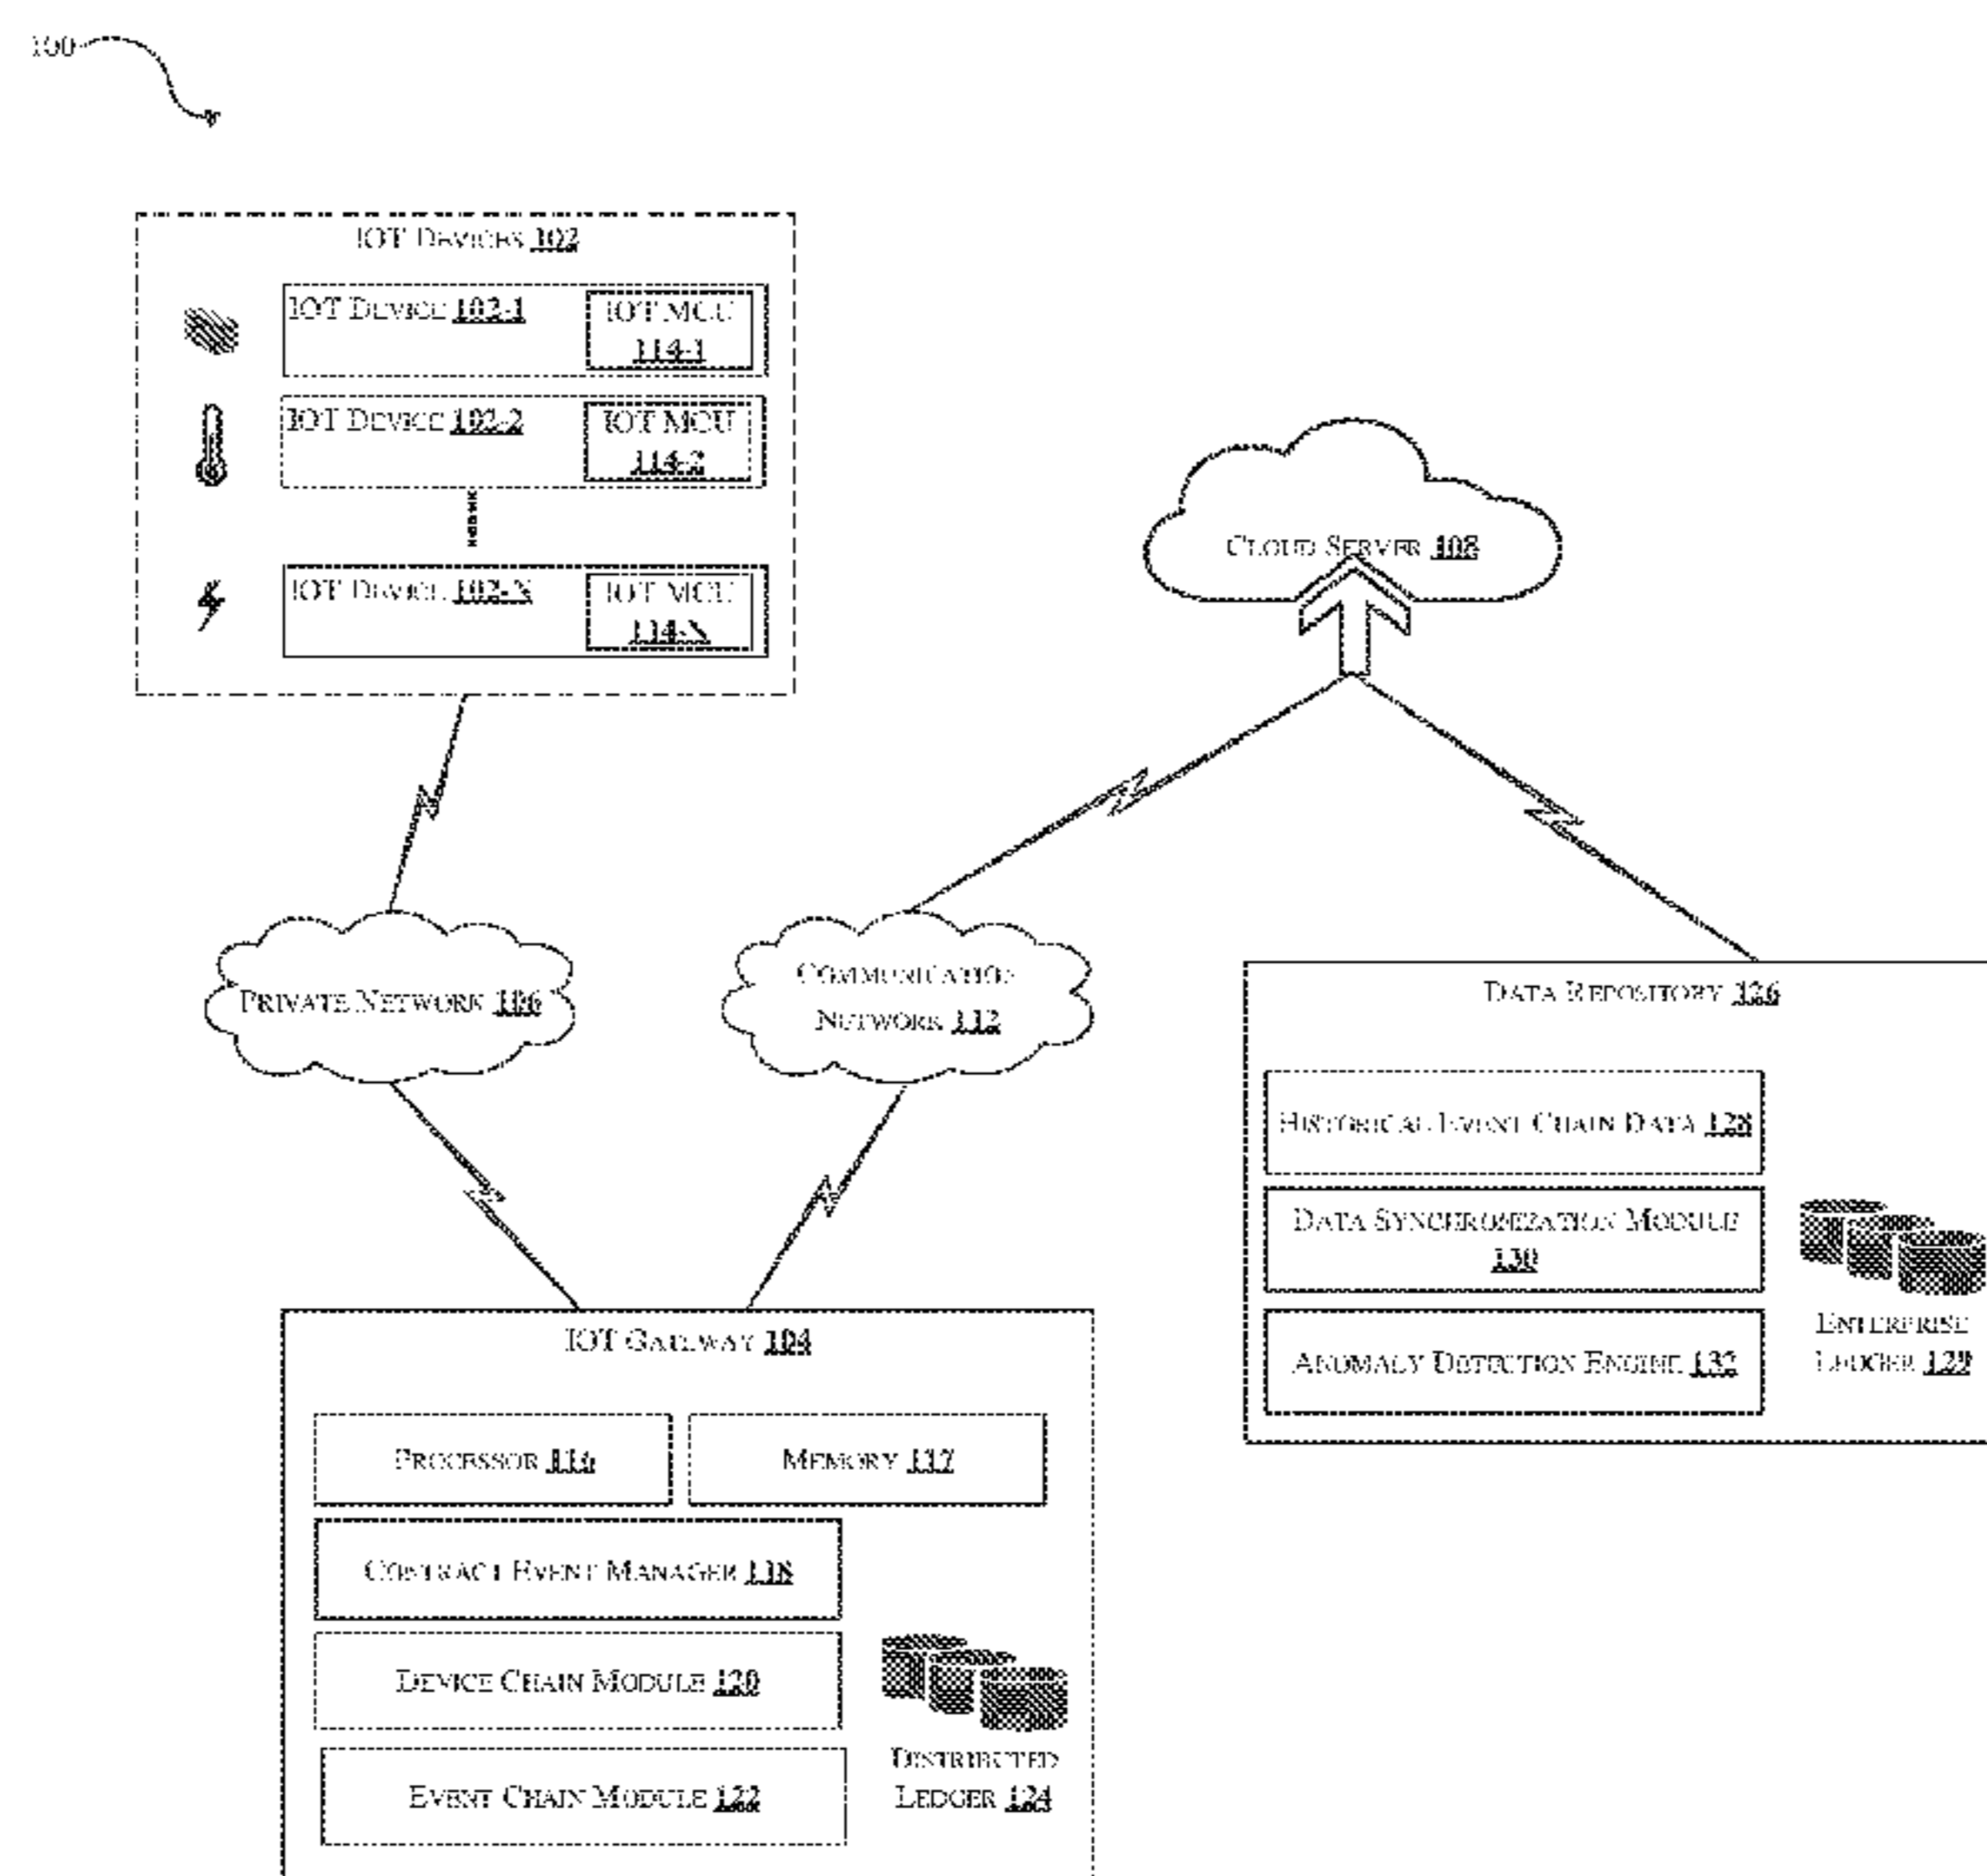 100
IOT DEVICES 102
IOT DEVICE 102-1
IOT MCU
114-1
IOT DEVICE 102-2
IOT MCU
114-2
IOT DEVICE 102-N
IOT MCU
114-N
CLOUD SERVER 108
PRIVATE NETWORK 106
COMMUNICATION
NETWORK 112
DATA REPOSITORY 126
HISTORICAL EVENT CHAIN DATA 128
DATA SYNCHRONIZATION MODULE
130
ANOMALY DETECTION ENGINE 132
ENTERPRISE
LEDGER 129
IOT GATEWAY 104
PROCESSOR 116
MEMORY 117
CONTRACT EVENT MANAGER 118
DEVICE CHAIN MODULE 120
EVENT CHAIN MODULE 122
DISTRIBUTED
LEDGER 124